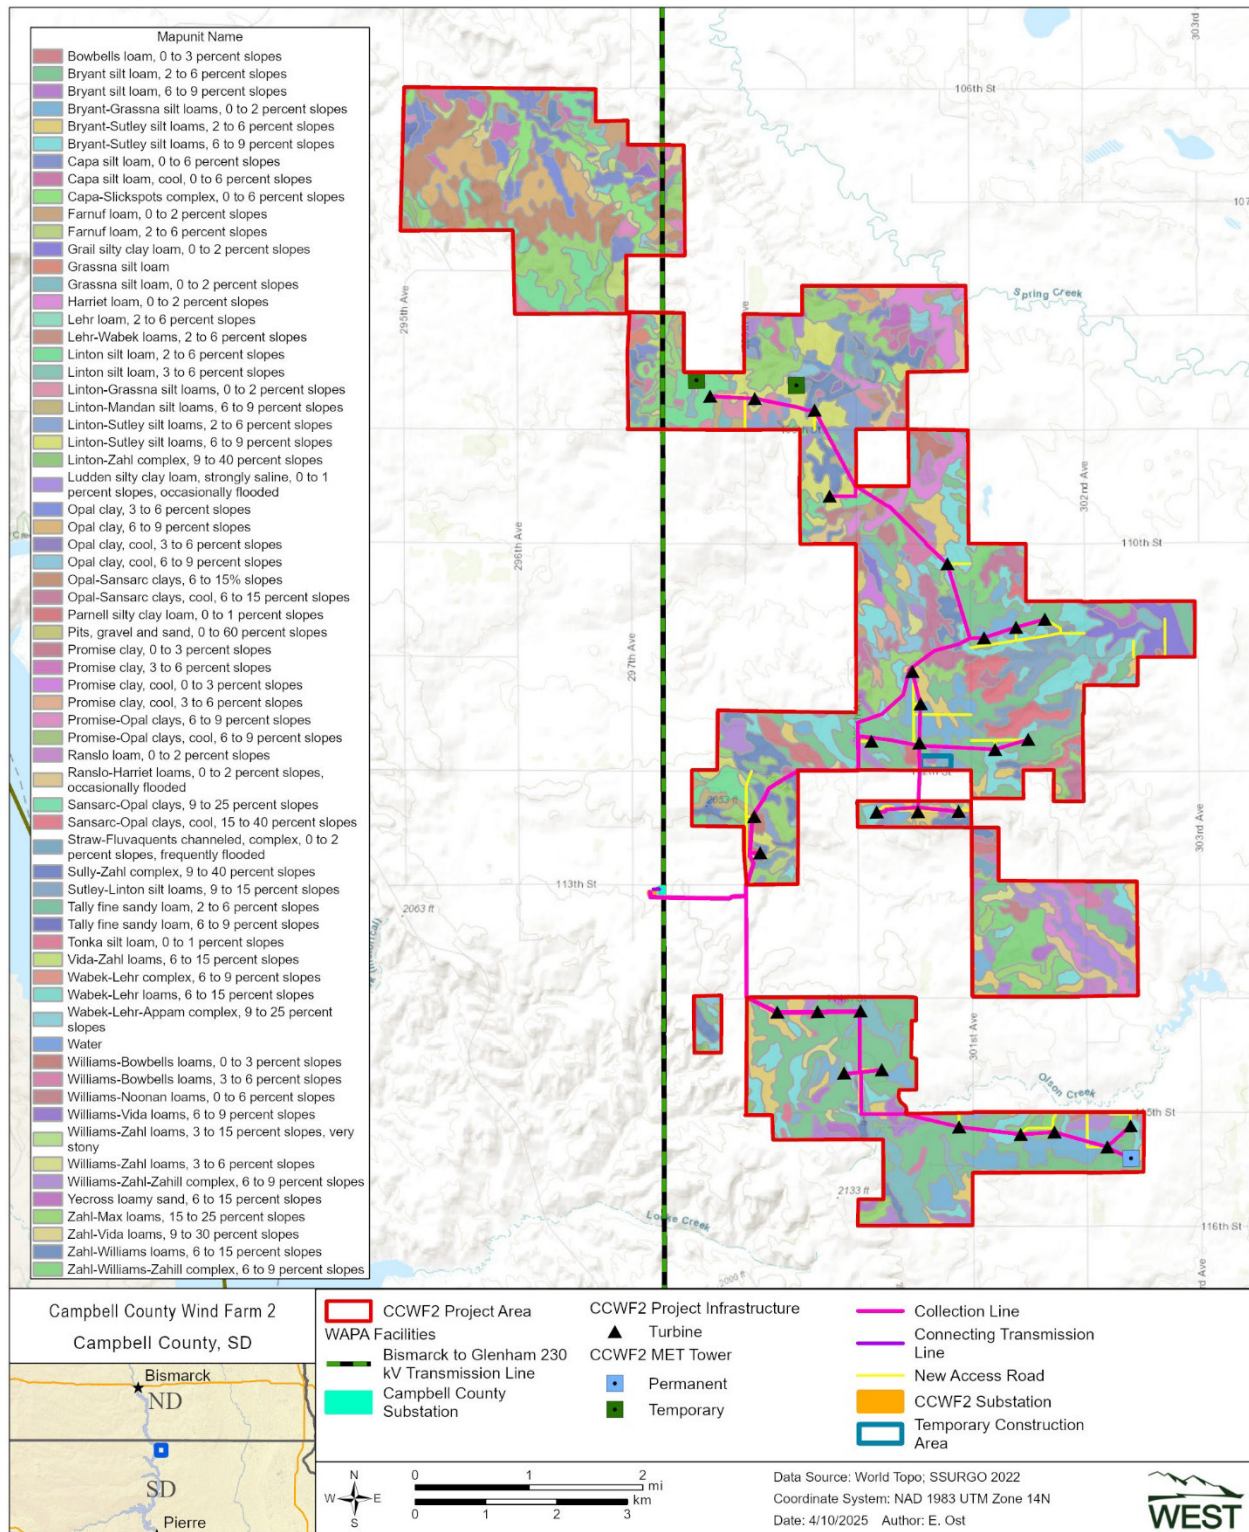 Mapunit Name
Bowbells loam, 0 to 3 percent slopes
Bryant silt loam, 2 to 6 percent slopes
Bryant silt loam, 6 to 9 percent slopes
Bryant-Grassna silt loams, 0 to 2 percent slopes
Bryant-Sutley silt loams, 2 to 6 percent slopes
Bryant-Sutley silt loams, 6 to 9 percent slopes
Capa silt loam, 0 to 6 percent slopes
Capa silt loam, cool, 0 to 6 percent slopes
Capa-Slickspots complex, 0 to 6 percent slopes
Farnuf loam, 0 to 2 percent slopes
Farnuf loam, 2 to 6 percent slopes
Grail silty clay loam, 0 to 2 percent slopes
Grassna silt loam
Grassna silt loam, 0 to 2 percent slopes
Harriet loam, 0 to 2 percent slopes
Lehr loam, 2 to 6 percent slopes
Lehr-Wabek loams, 2 to 6 percent slopes
Linton silt loam, 2 to 6 percent slopes
Linton silt loam, 3 to 6 percent slopes
Linton-Grassna silt loams, 0 to 2 percent slopes
Linton-Mandan silt loams, 6 to 9 percent slopes
Linton-Sutley silt loams, 2 to 6 percent slopes
Linton-Sutley silt loams, 6 to 9 percent slopes
Linton-Zahl complex, 9 to 40 percent slopes
Ludden silty clay loam, strongly saline, 0 to 1
percent slopes, occasionally flooded
Opal clay, 3 to 6 percent slopes
Opal clay, 6 to 9 percent slopes
Opal clay, cool, 3 to 6 percent slopes
Opal clay, cool, 6 to 9 percent slopes
Opal-Sansarc clays, 6 to 15% slopes
Opal-Sansarc clays, cool, 6 to 15 percent slopes
Parnell silty clay loam, 0 to 1 percent slopes
Pits, gravel and sand, 0 to 60 percent slopes
Promise clay, 0 to 3 percent slopes
Promise clay, 3 to 6 percent slopes
Promise clay, cool, 0 to 3 percent slopes
Promise clay, cool, 3 to 6 percent slopes
Promise-Opal clays, 6 to 9 percent slopes
Promise-Opal clays, cool, 6 to 9 percent slopes
Ranslo loam, 0 to 2 percent slopes
Ranslo-Harriet loams, 0 to 2 percent slopes,
occasionally flooded
Sansarc-Opal clays, 9 to 25 percent slopes
Sansarc-Opal clays, cool, 15 to 40 percent slopes
Straw-Fluvaquents channeled, complex, 0 to 2
percent slopes, frequently flooded
Sully-Zahl complex, 9 to 40 percent slopes
Sutley-Linton silt loams, 9 to 15 percent slopes
Tally fine sandy loam, 2 to 6 percent slopes
Tally fine sandy loam, 6 to 9 percent slopes
Tonka silt loam, 0 to 1 percent slopes
Vida-Zahl loams, 6 to 15 percent slopes
Wabek-Lehr complex, 6 to 9 percent slopes
Wabek-Lehr loams, 6 to 15 percent slopes
Wabek-Lehr-Appam complex, 9 to 25 percent
slopes
Water
Williams-Bowbells loams, 0 to 3 percent slopes
Williams-Bowbells loams, 3 to 6 percent slopes
Williams-Noonan loams, 0 to 6 percent slopes
Williams-Vida loams, 6 to 9 percent slopes
Williams-Zahl loams, 3 to 15 percent slopes, very
stony
Williams-Zahl loams, 3 to 6 percent slopes
Williams-Zahl-Zahill complex, 6 to 9 percent slopes
Yecross loamy sand, 6 to 15 percent slopes
Zahl-Max loams, 15 to 25 percent slopes
Zahl-Vida loams, 9 to 30 percent slopes
Zahl-Williams loams, 6 to 15 percent slopes
Zahl-Williams-Zahill complex, 6 to 9 percent slopes
303rd
106th St
107
295th Ave
Spring Creek
302nd Ave
296th Ave
110th St
297th Ave
2653 ft
303rd Ave
113th St
2063 ft
301st Ave
Olson Creek
115th St
2133 ft
116th St
2000 ft
rd Ave
Campbell County Wind Farm 2
Campbell County, SD
Bismarck
ND
SD
Pierre
CCWF2 Project Area
WAPA Facilities
Bismarck to Glenham 230
kV Transmission Line
Campbell County
Substation
CCWF2 Project Infrastructure
Turbine
CCWF2 MET Tower
Permanent
Temporary
Collection Line
Connecting Transmission
Line
New Access Road
CCWF2 Substation
Temporary Construction
Area
N
W E
S
0 1 2
mi
km
0 1 2 3
Data Source: World Topo; SSURGO 2022
Coordinate System: NAD 1983 UTM Zone 14N
Date: 4/10/2025 Author: E. Ost
WEST